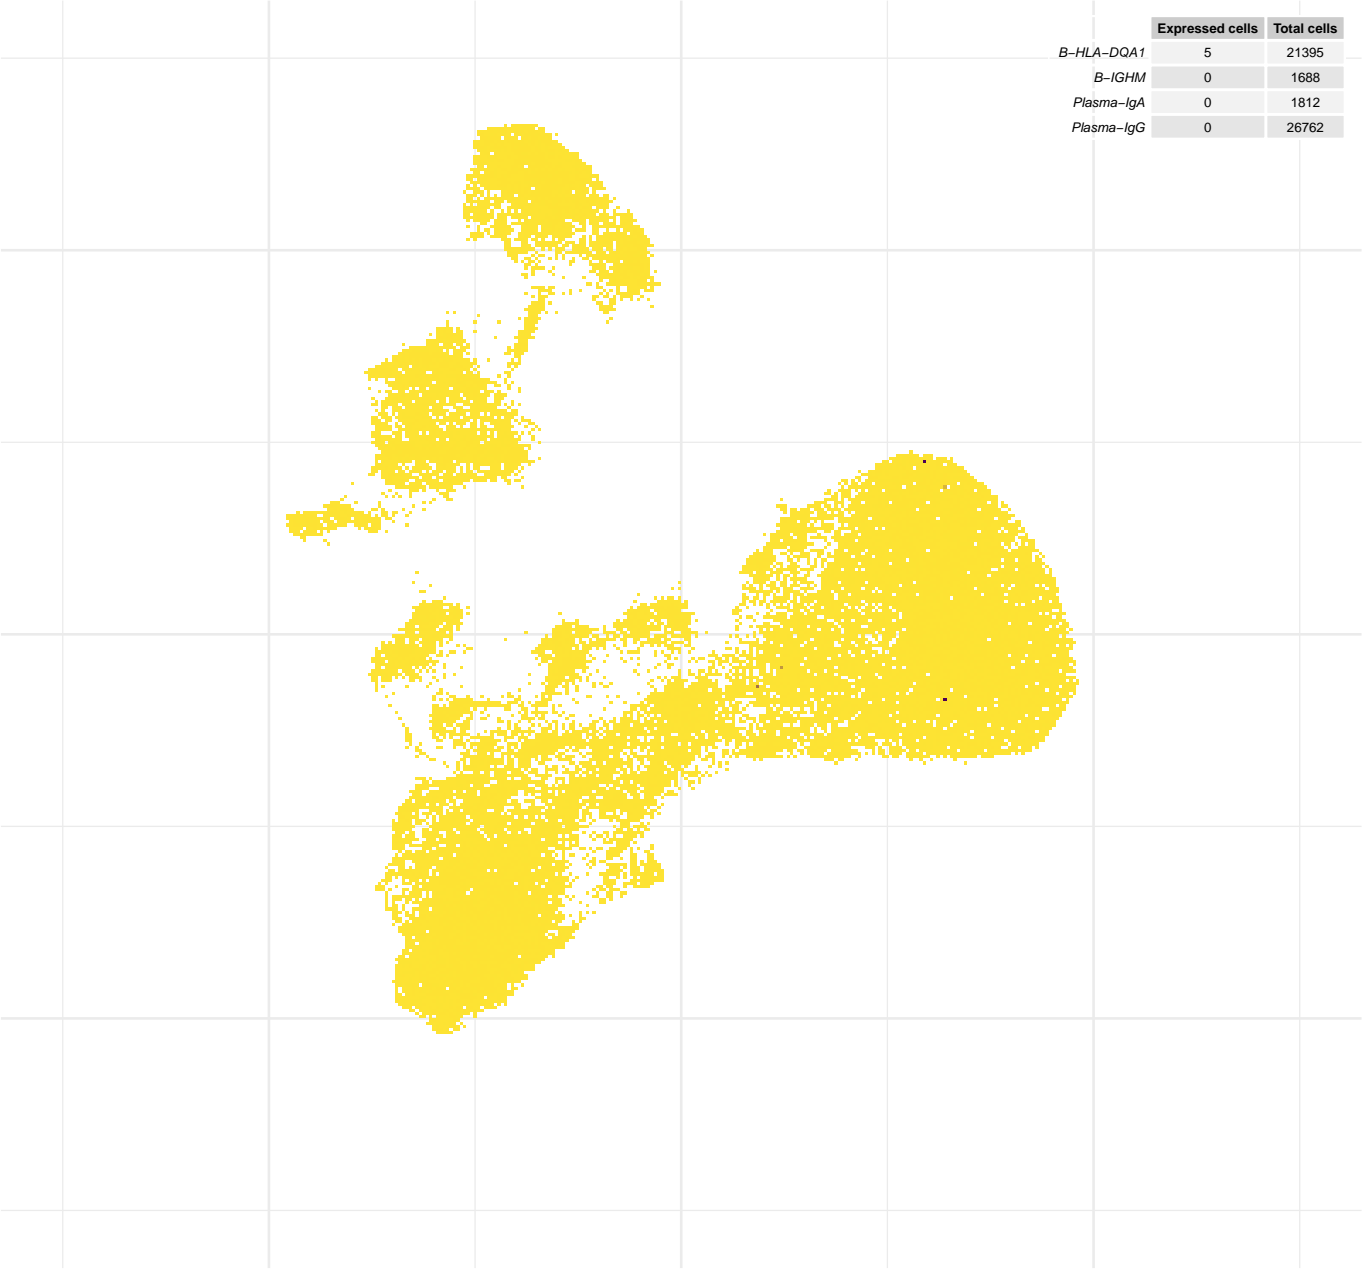 Expressed cells Total cells
B−HLA−DQA1 5 21395
B−IGHM 0 1688
Plasma−IgA 0 1812
Plasma−IgG 0 26762